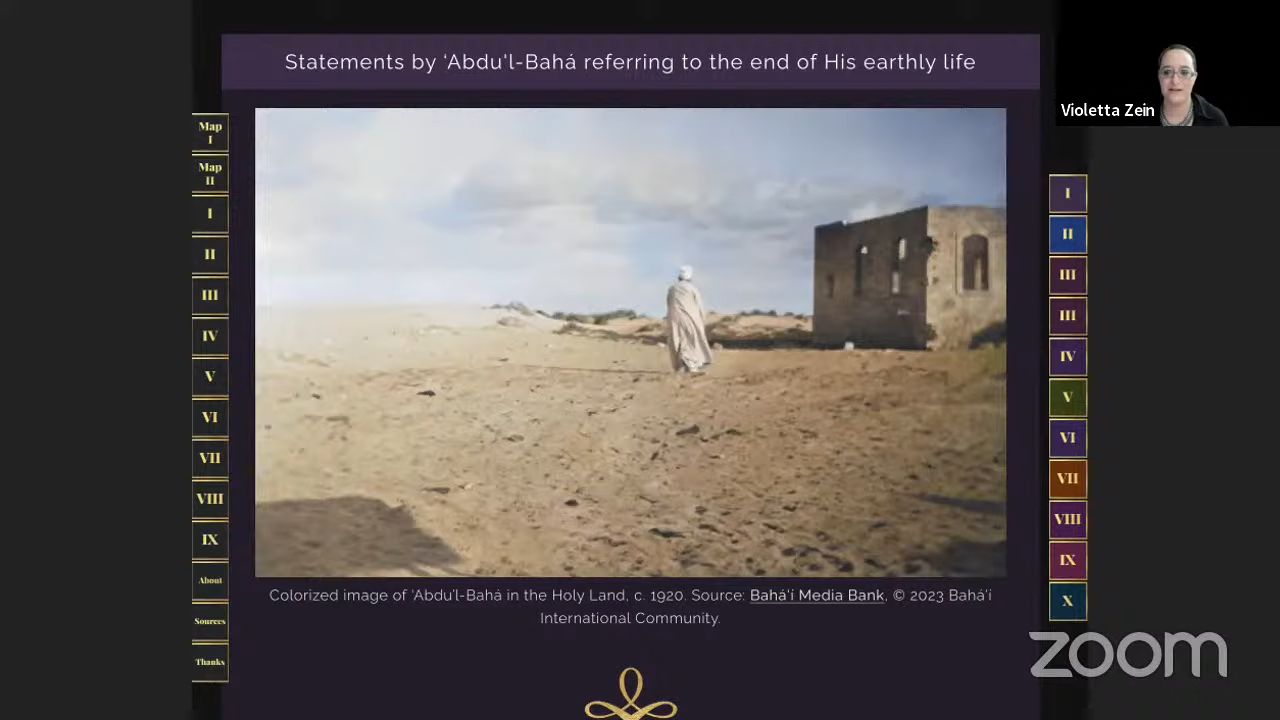 Statements by ‘Abdu'l-Bahá referring to the end of His earthly life
Violetta Zein
Map
I
Map
II
I
II
III
IV
V
VI
VII
VIII
IX
About
Sources
Thanks
I
II
III
III
IV
V
VI
VII
VIII
IX
X
Colorized image of 'Abdu'l-Bahá in the Holy Land, c. 1920. Source: Bahá'í Media Bank, © 2023 Bahá'í
International Community.
zoom